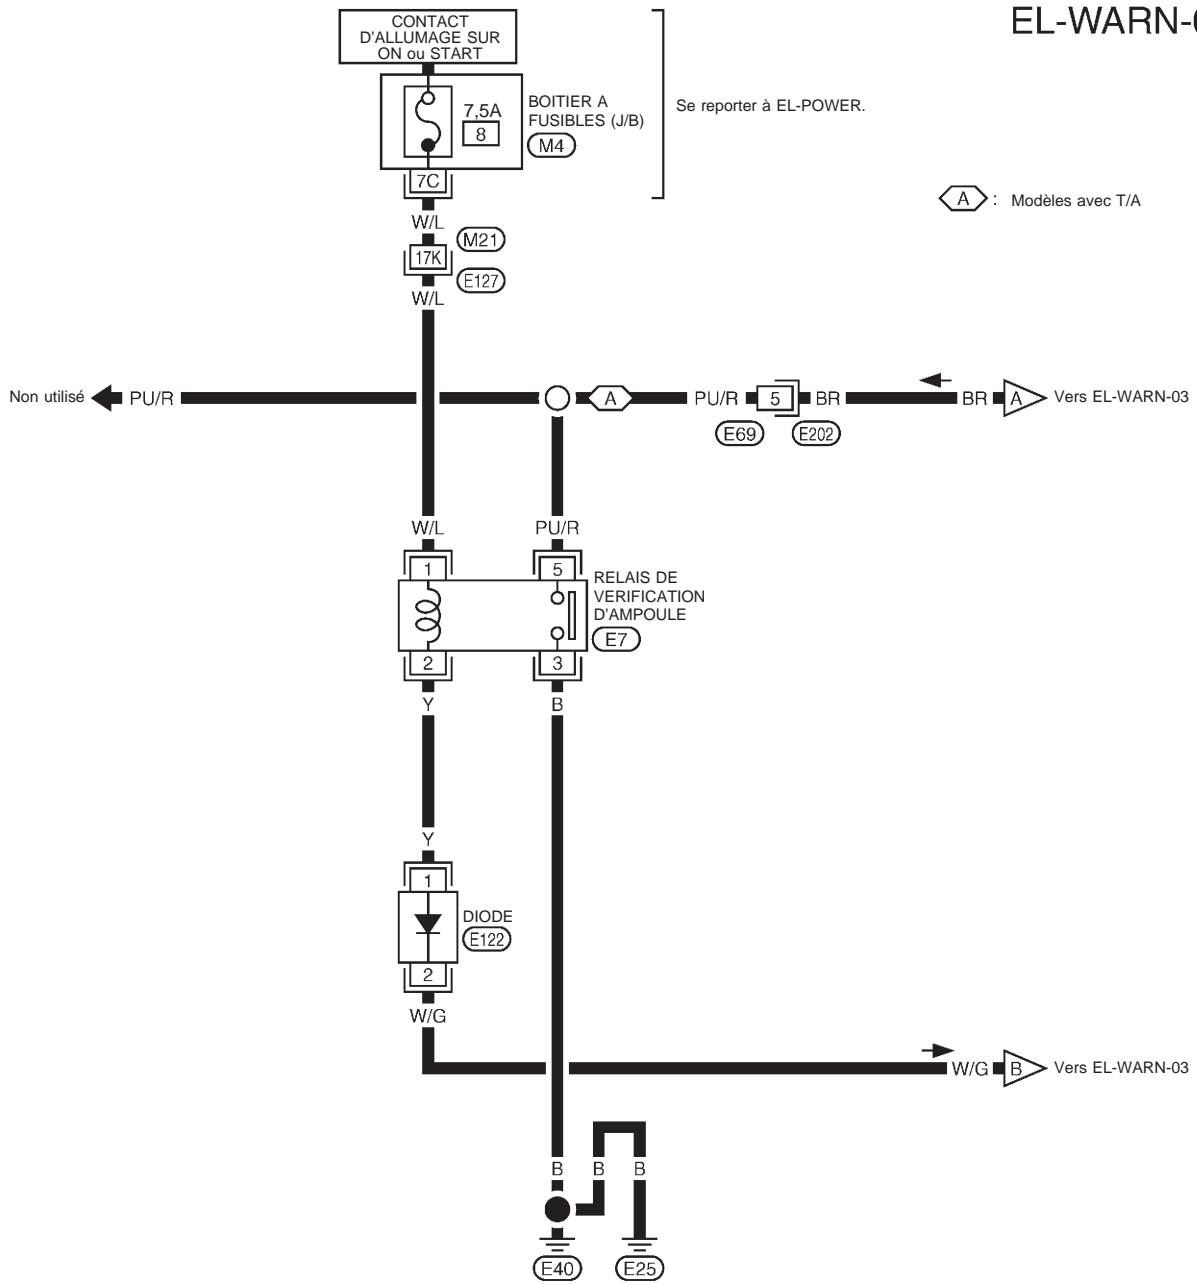 EL-WARN-
CONTACT
D'ALLUMAGE SUR
ON ou START
7,5A
8
BOITIER A
FUSIBLES (J/B)
M4
Se reporter à EL-POWER.
7C
W/L
A : Modèles avec T/A
M21
17K
E127
W/L
Non utilisé PU/R A PU/R 5 BR BR A Vers EL-WARN-03
E69 E202
W/L PU/R
1 5
RELAIS DE
VERIFICATION
D'AMPOULE
E7
2 3
Y B
Y
1
DIODE
E122
2
W/G
W/G B Vers EL-WARN-03
B B B
E40 E25